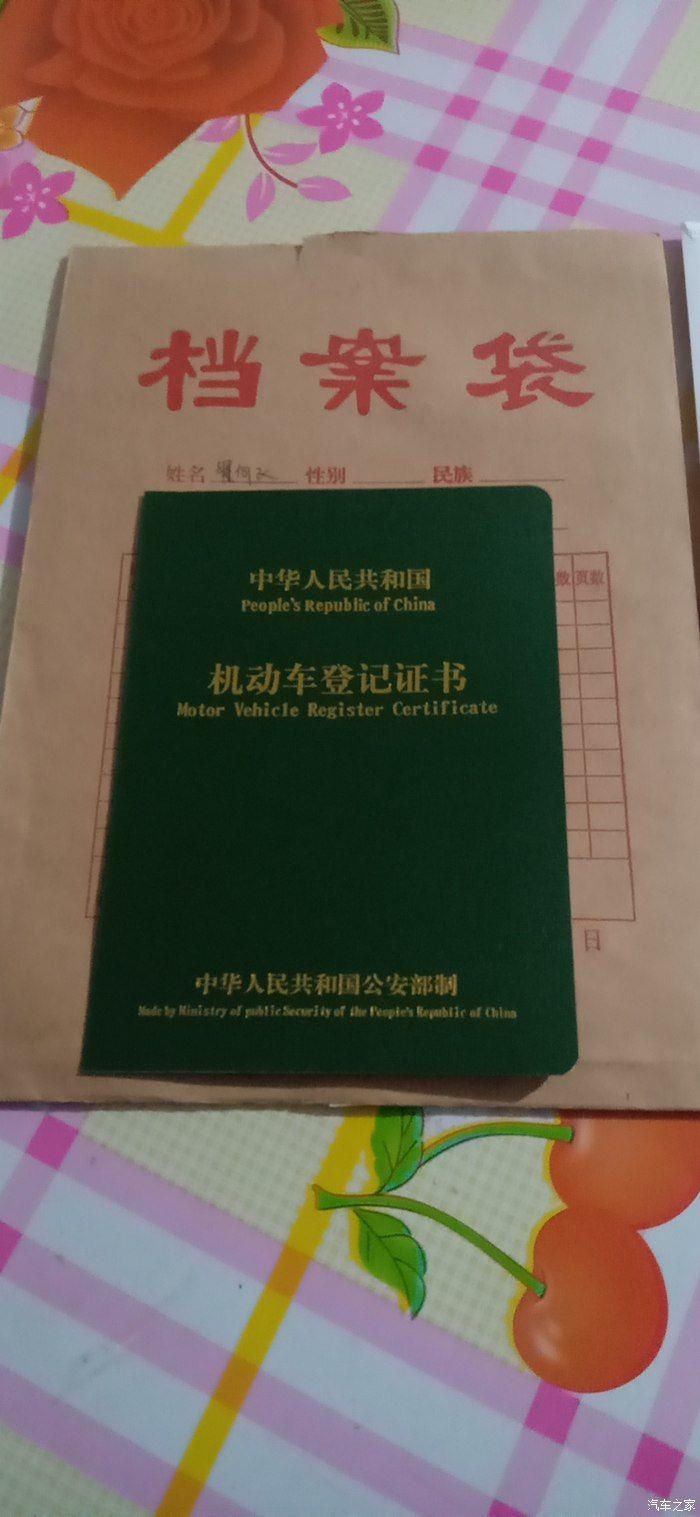 档案袋
姓名 性别 民族
数 页数
中华人民共和国
People's Republic of China
机动车登记证书
Motor Vehicle Register Certificate
日
中华人民共和国公安部制
Made by Ministry of public Security of the People's Republic of China
汽车之家